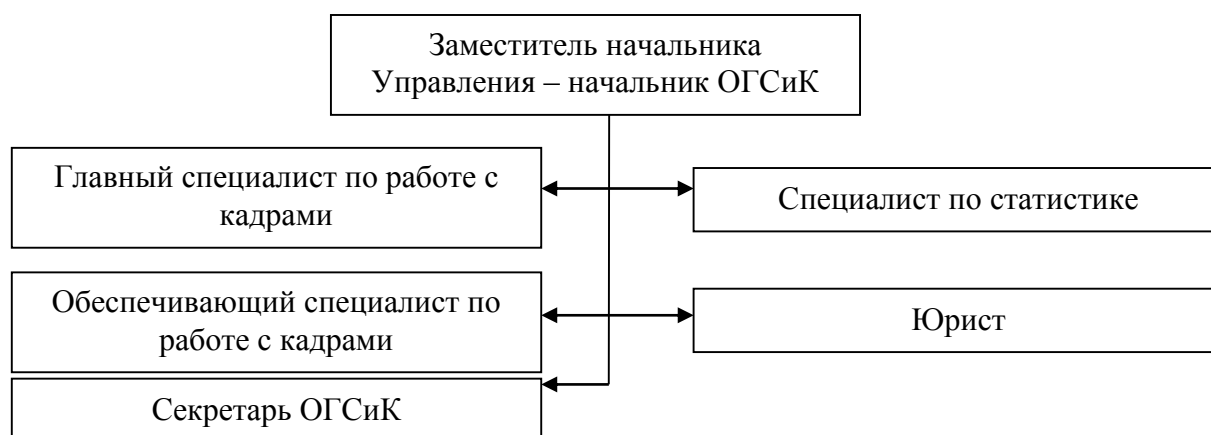 Заместитель начальника
Управления – начальник ОГСиК
Главный специалист по работе с
кадрами
Специалист по статистике
Обеспечивающий специалист по
работе с кадрами
Юрист
Секретарь ОГСиК